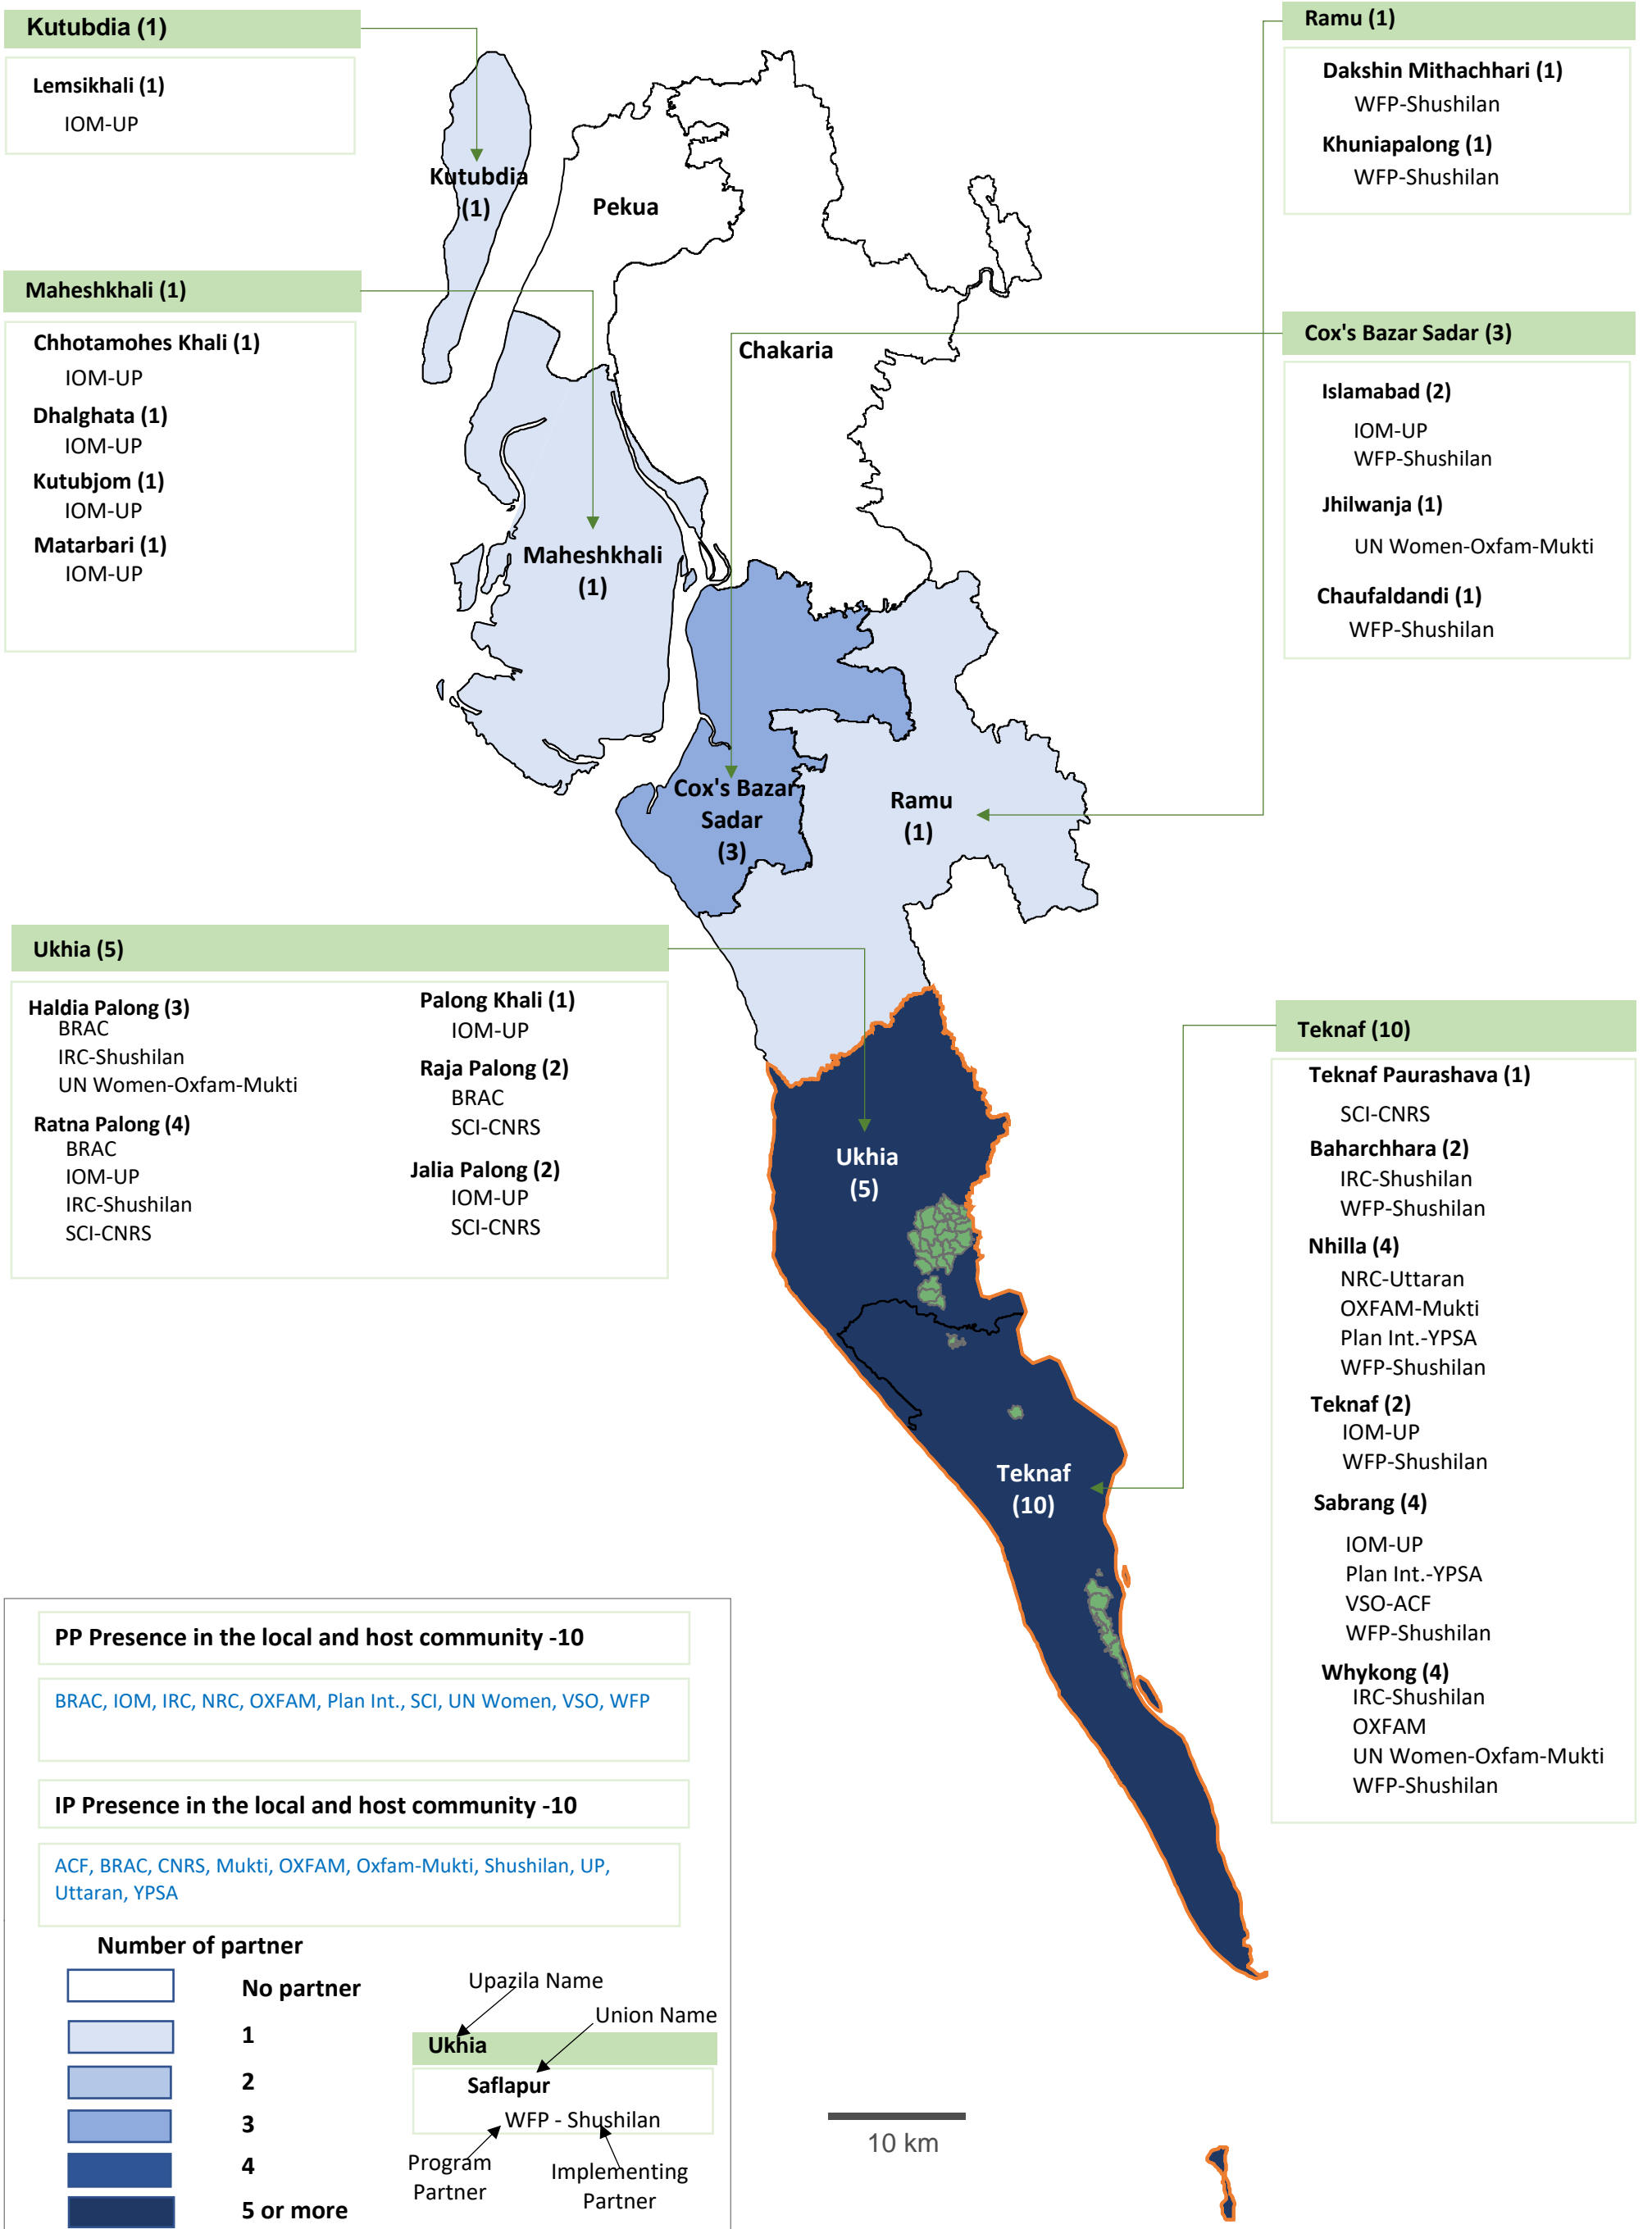 Kutubdia (1)
Lemsikhali (1)
IOM-UP
Maheshkhali (1)
Chhotamohes Khali (1)
IOM-UP
Dhalghata (1)
IOM-UP
Kutubjom (1)
IOM-UP
Matarbari (1)
IOM-UP
Ramu (1)
Dakshin Mithachhari (1)
WFP-Shushilan
Khuniapalong (1)
WFP-Shushilan
Cox's Bazar Sadar (3)
Islamabad (2)
IOM-UP
WFP-Shushilan
Jhilwanja (1)
UN Women-Oxfam-Mukti
Chaufaldandi (1)
WFP-Shushilan
Kutubdia
(1)
Pekua
Chakaria
Maheshkhali
(1)
Cox's Bazar
Sadar
(3)
Ramu
(1)
Ukhia (5)
Haldia Palong (3)
BRAC
IRC-Shushilan
UN Women-Oxfam-Mukti
Ratna Palong (4)
BRAC
IOM-UP
IRC-Shushilan
SCI-CNRS
Palong Khali (1)
IOM-UP
Raja Palong (2)
BRAC
SCI-CNRS
Jalia Palong (2)
IOM-UP
SCI-CNRS
Ukhia
(5)
Teknaf
(10)
Teknaf (10)
Teknaf Paurashava (1)
SCI-CNRS
Baharchhara (2)
IRC-Shushilan
WFP-Shushilan
Nhilla (4)
NRC-Uttaran
OXFAM-Mukti
Plan Int.-YPSA
WFP-Shushilan
Teknaf (2)
IOM-UP
WFP-Shushilan
Sabrang (4)
IOM-UP
Plan Int.-YPSA
VSO-ACF
WFP-Shushilan
Whykong (4)
IRC-Shushilan
OXFAM
UN Women-Oxfam-Mukti
WFP-Shushilan
PP Presence in the local and host community -10
BRAC, IOM, IRC, NRC, OXFAM, Plan Int., SCI, UN Women, VSO, WFP
IP Presence in the local and host community -10
ACF, BRAC, CNRS, Mukti, OXFAM, Oxfam-Mukti, Shushilan, UP,
Uttaran, YPSA
Number of partner
No partner
1
2
3
4
5 or more
Upazila Name
Union Name
Ukhia
Saflapur
WFP - Shushilan
Program
Partner
Implementing
Partner
10 km